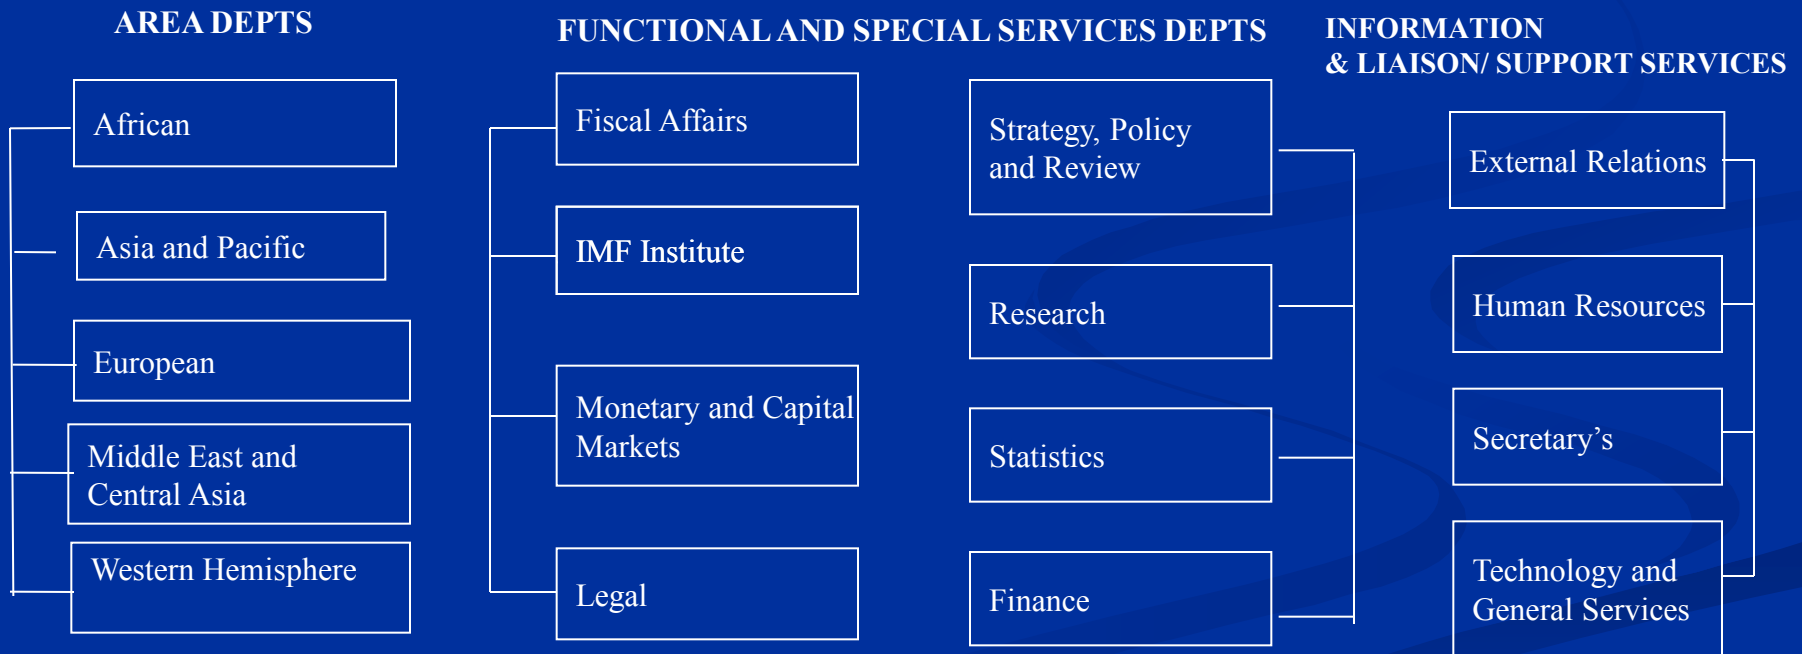 AREA DEPTS
African
Asia and Pacific
European
Middle East and
Central Asia
Western Hemisphere
FUNCTIONAL AND SPECIAL SERVICES DEPTS
Fiscal Affairs
IMF Institute
Monetary and Capital
Markets
Legal
Strategy, Policy
and Review
Research
Statistics
Finance
INFORMATION
& LIAISON/ SUPPORT SERVICES
External Relations
Human Resources
Secretary’s
Technology and
General Services